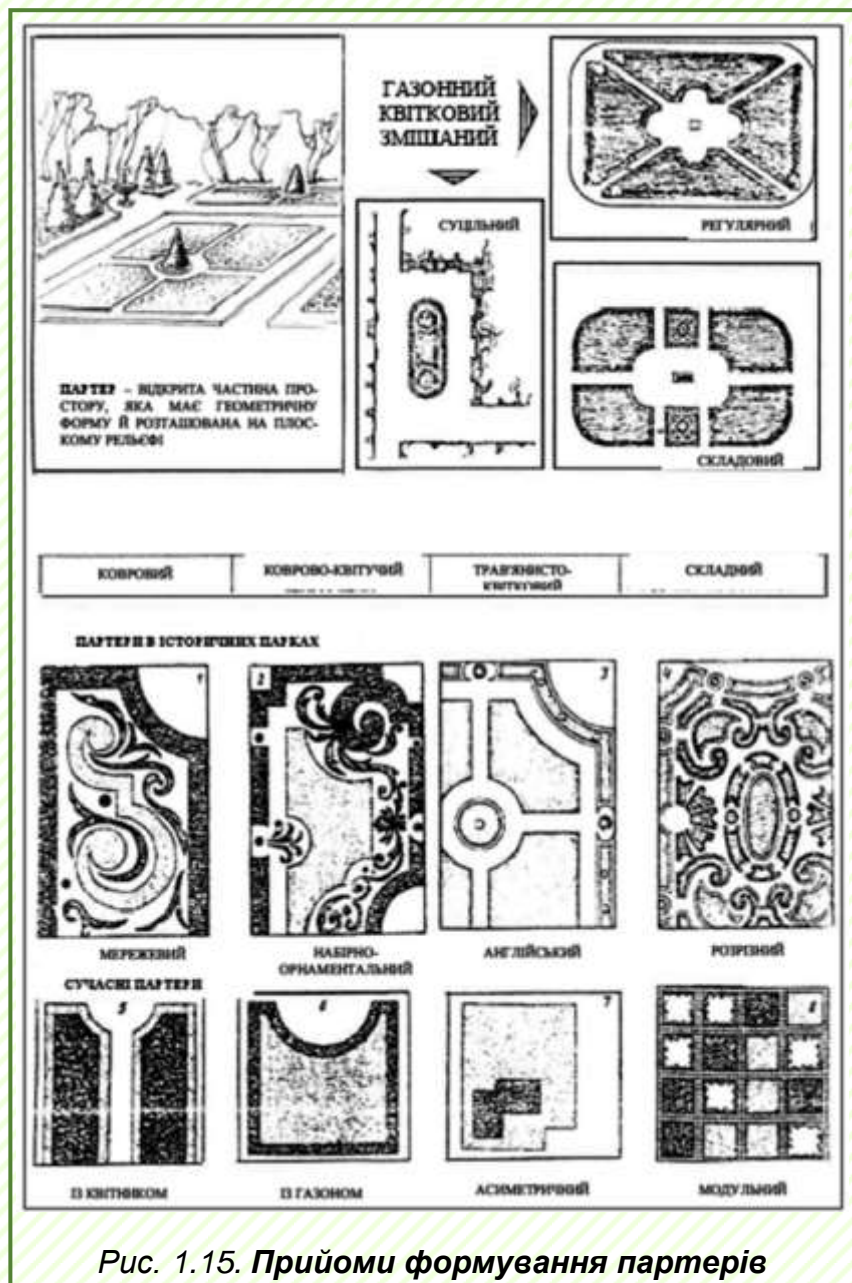 ГАЗОННИЙ
КВІТКОВИЙ
ЗМІШАНИЙ
РЕГУЛЯРНИЙ
СУЦІЛЬНИЙ
СКЛАДОВИЙ
ПАРТЕР – ВІДКРИТА ЧАСТИНА ПРО-
СТОРУ, ЯКА МАЄ ГЕОМЕТРИЧНУ
ФОРМУ Й РОЗТАШОВАНА НА ПЛОС-
КОМУ РЕЛЬЄФІ
КОВРОВИЙ
КОВРОВО-КВІТУЧИЙ
ТРАВ'ЯНИСТО-
КВІТКОВИЙ
СКЛАДНИЙ
ПАРТЕРИ В ІСТОРИЧНИХ ПАРКАХ
1
2
3
4
МЕРЕЖЕВИЙ
НАБІРНО-
ОРНАМЕНТАЛЬНИЙ
АНГЛІЙСЬКИЙ
РОЗРІЗНИЙ
СУЧАСНІ ПАРТЕРИ
5
6
7
8
ІЗ КВІТНИКОМ
ІЗ ГАЗОНОМ
АСИМЕТРИЧНИЙ
МОДУЛЬНИЙ
Рис. 1.15. Прийоми формування партерів